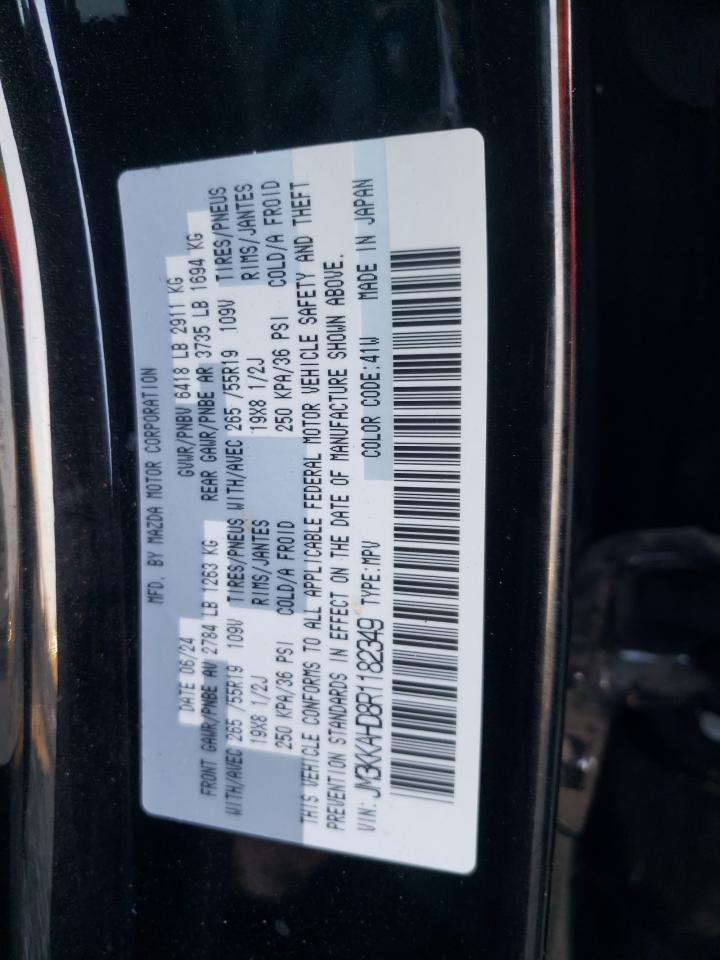 MFD. BY MAZDA MOTOR CORPORATION
DATE 06/24 GVWR/PNBV 6418 LB 2911 KG
FRONT GAWR/PNBE AV 2784 LB 1263 KG REAR GAWR/PNBE AR 3735 LB 1694 KG
WITH/AVEC 265 /55R19 109V TIRES/PNEUS WITH/AVEC 265 /55R19 109V TIRES/PNEUS
19X8 1/2J RIMS/JANTES 19X8 1/2J RIMS/JANTES
250 KPA/36 PSI COLD/A FROID 250 KPA/36 PSI COLD/A FROID
THIS VEHICLE CONFORMS TO ALL APPLICABLE FEDERAL MOTOR VEHICLE SAFETY AND THEFT
PREVENTION STANDARDS IN EFFECT ON THE DATE OF MANUFACTURE SHOWN ABOVE.
VIN: JM3KKAHD8R1182349 TYPE:MPV COLOR CODE:41W MADE IN JAPAN